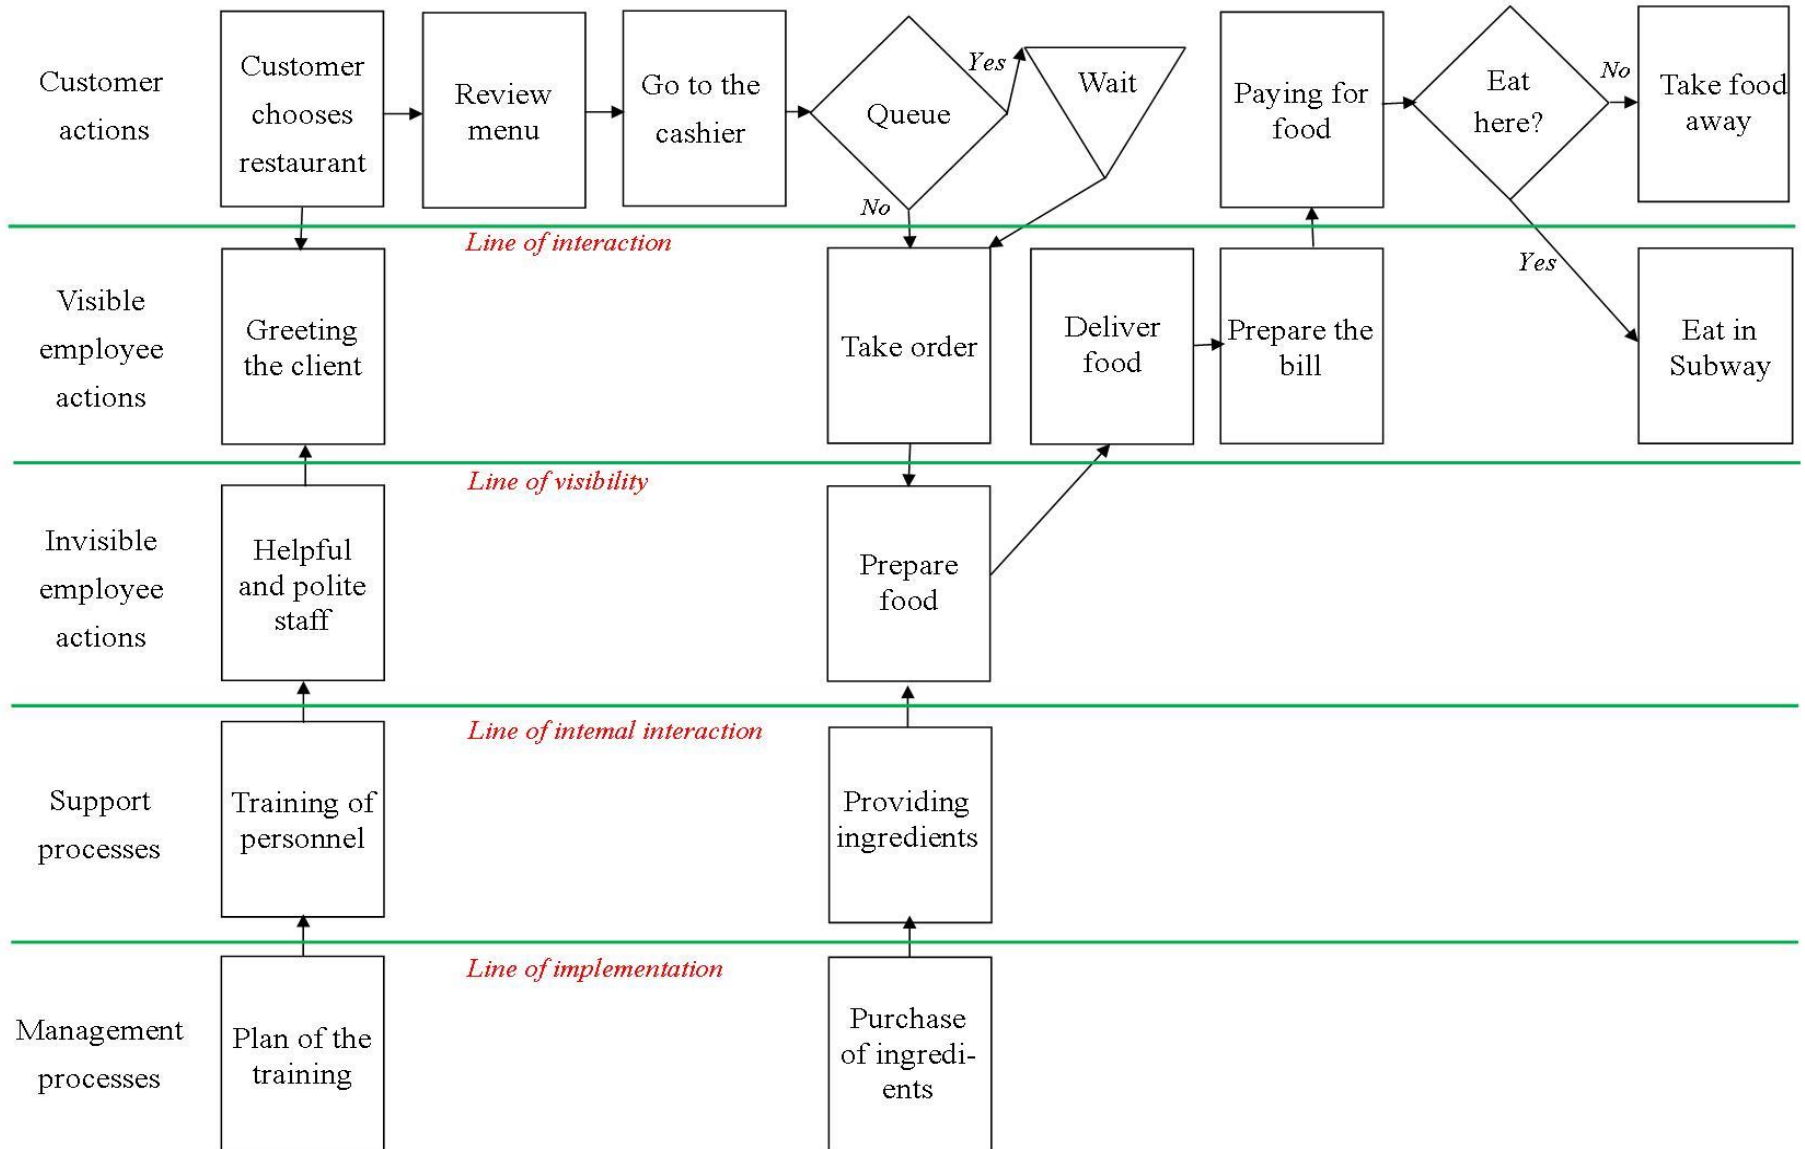 Customer
actions
Customer
chooses
restaurant
Review
menu
Go to the
cashier
Queue
Yes
No
Wait
Paying for
food
Eat
here?
No
Yes
Take food
away
Line of interaction
Visible
employee
actions
Greeting
the client
Take order
Deliver
food
Prepare the
bill
Eat in
Subway
Line of visibility
Invisible
employee
actions
Helpful
and polite
staff
Prepare
food
Line of intemal interaction
Support
processes
Training of
personnel
Providing
ingredients
Line of implementation
Management
processes
Plan of the
training
Purchase
of ingredi-
ents